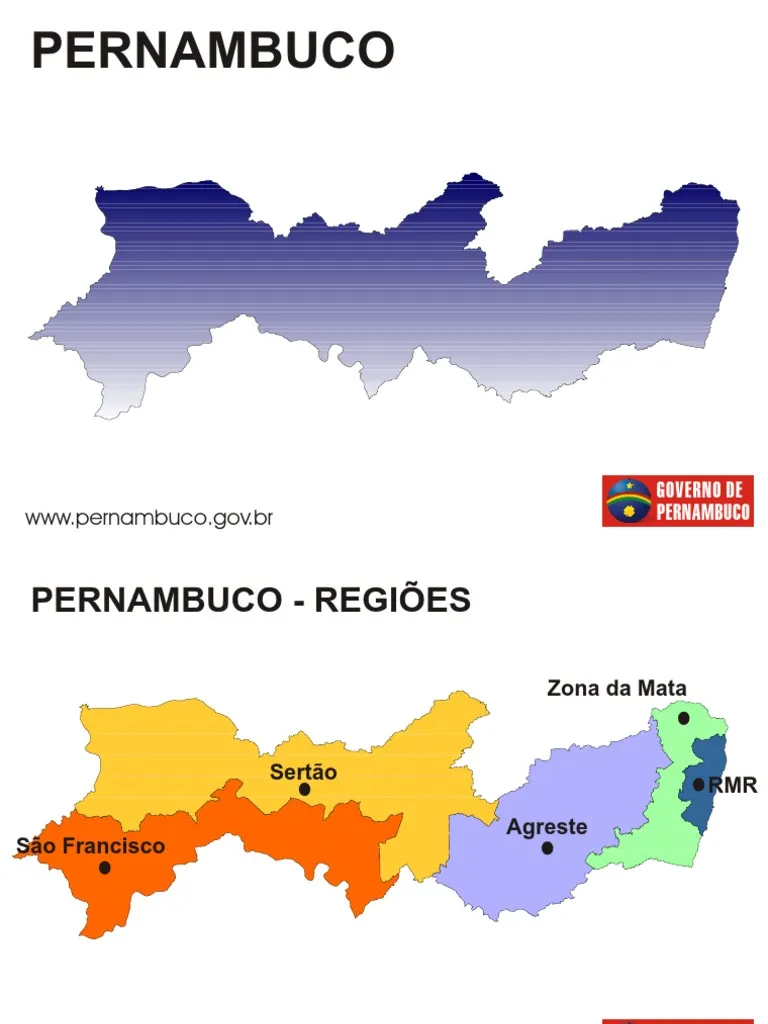 PERNAMBUCO
www.pernambuco.gov.br
GOVERNO DE
PERNAMBUCO
PERNAMBUCO - REGIÕES
Zona da Mata
Sertão
RMR
Agreste
São Francisco